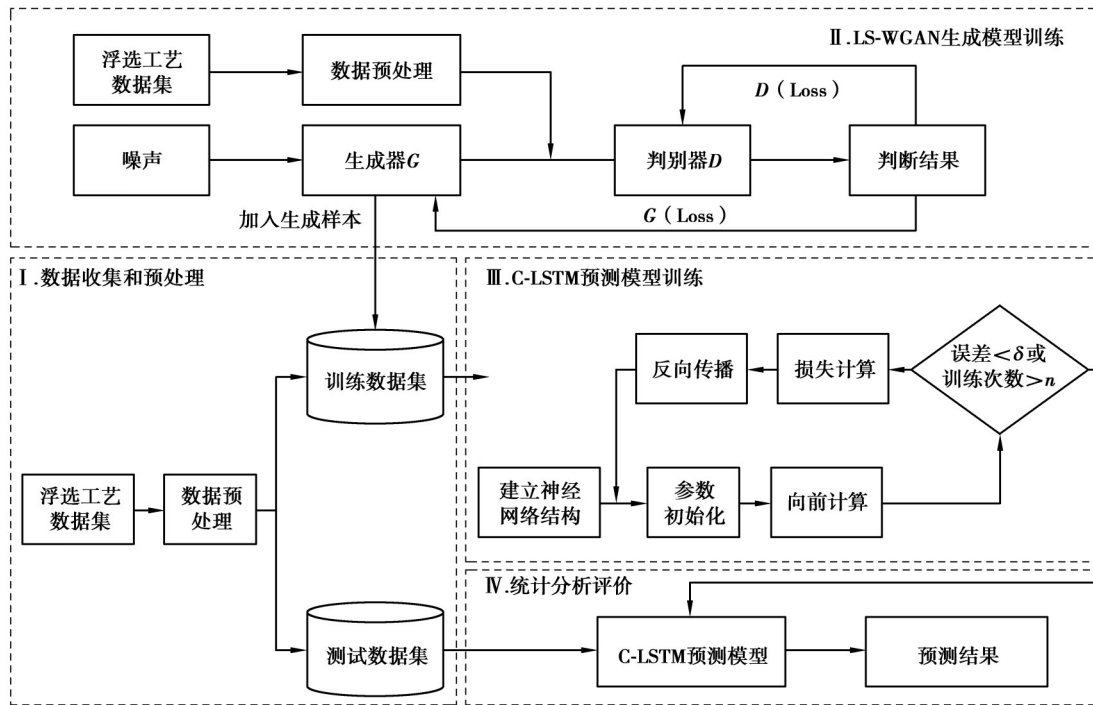 Ⅱ.LS-WGAN生成模型训练
浮选工艺
数据集
数据预处理
D（Loss）
噪声
生成器G
判别器D
判断结果
加入生成样本
G（Loss）
Ⅰ.数据收集和预处理
Ⅲ.C-LSTM预测模型训练
训练数据集
反向传播
损失计算
误差<δ或
训练次数>n
浮选工艺
数据集
数据预
处理
建立神经
网络结构
参数
初始化
向前计算
Ⅳ.统计分析评价
测试数据集
C-LSTM预测模型
预测结果